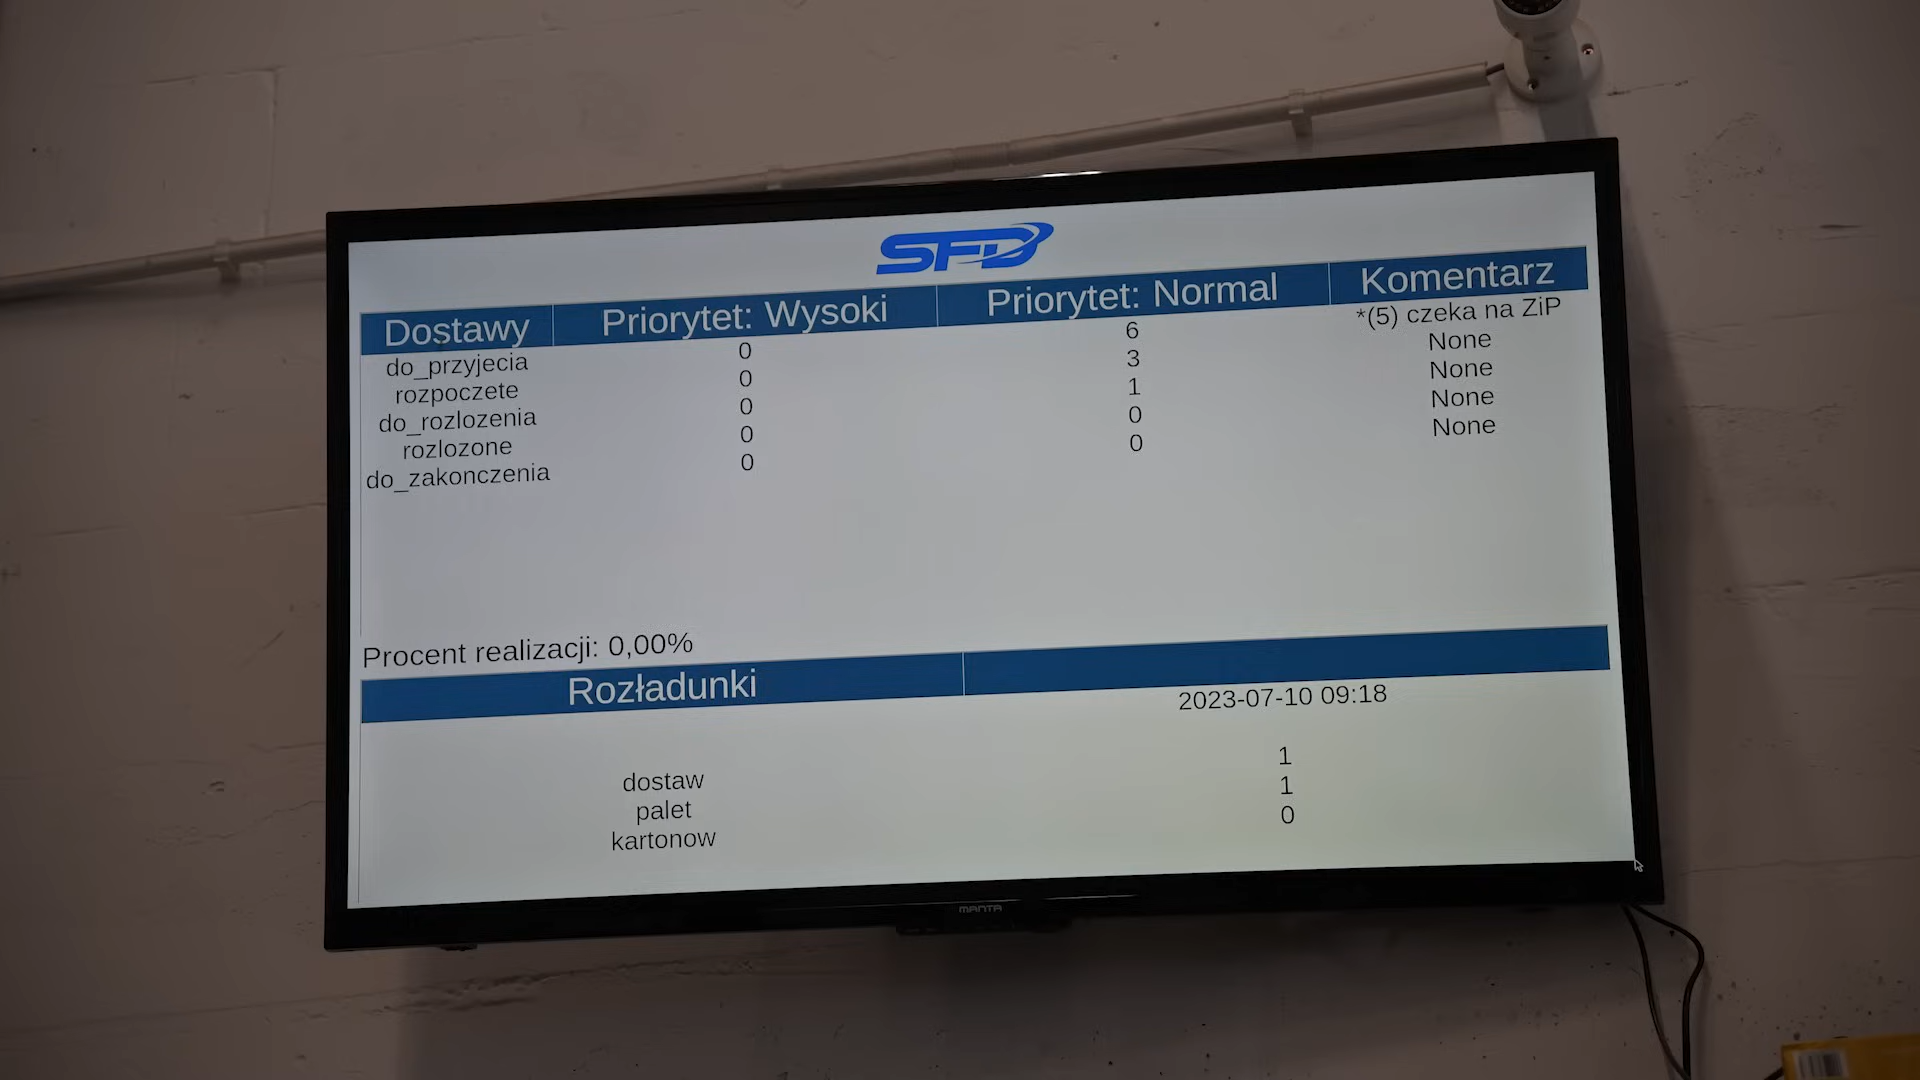 SFD
Dostawy Priorytet: Wysoki Priorytet: Normal Komentarz
do_przyjecia 0 6 *(5) czeka na ZiP
rozpoczete 0 3 None
do_rozlozenia 0 1 None
rozlozone 0 0 None
do_zakonczenia 0 0 None
Procent realizacji: 0,00%
Rozładunki
2023-07-10 09:18
dostaw 1
palet 1
kartonow 0
MANTA